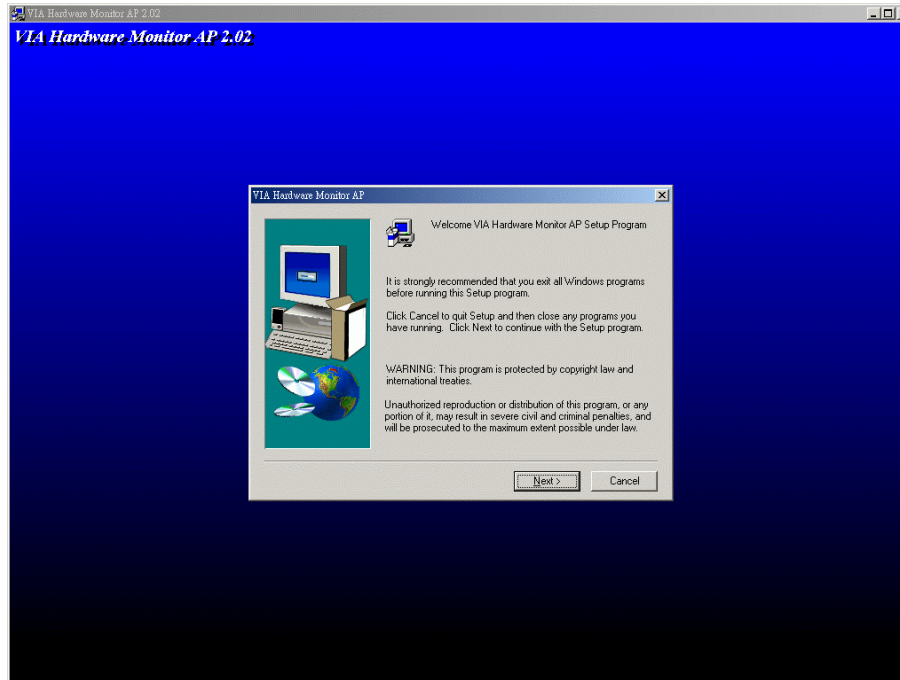 VIA Hardware Monitor AP 2.02
VIA Hardware Monitor AP 2.02
VIA Hardware Monitor AP
Welcome VIA Hardware Monitor AP Setup Program
It is strongly recommended that you exit all Windows programs
before running this Setup program.
Click Cancel to quit Setup and then close any programs you
have running. Click Next to continue with the Setup program.
WARNING: This program is protected by copyright law and
international treaties.
Unauthorized reproduction or distribution of this program, or any
portion of it, may result in severe civil and criminal penalties, and
will be prosecuted to the maximum extent possible under law.
Next >
Cancel